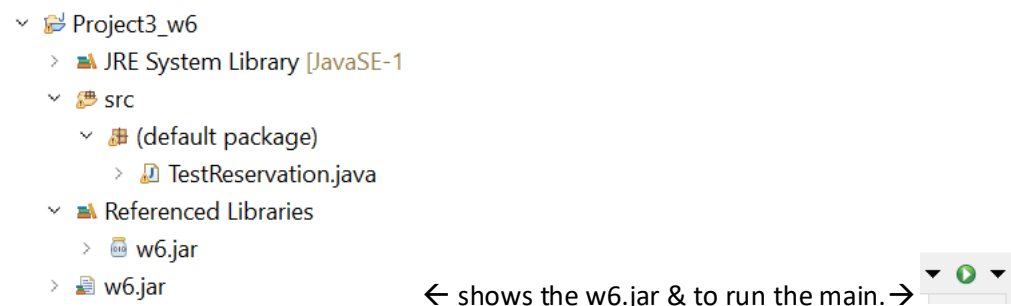 Project3_w6
JRE System Library [JavaSE-1
src
(default package)
TestReservation.java
Referenced Libraries
w6.jar
w6.jar
← shows the w6.jar & to run the main.→